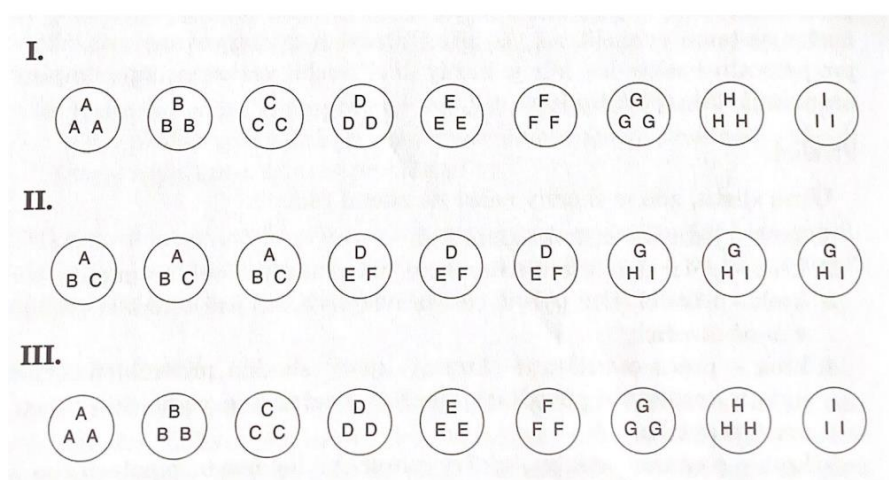 I.
A B C D E F G H
A A B B C C D D E E F F G G H H I I
II.
A A A D D D G G G
B C B C B C E F E F E F H I H I H I
III.
A B C D E G H I
A A B B C C D D E E F F G G H H I I